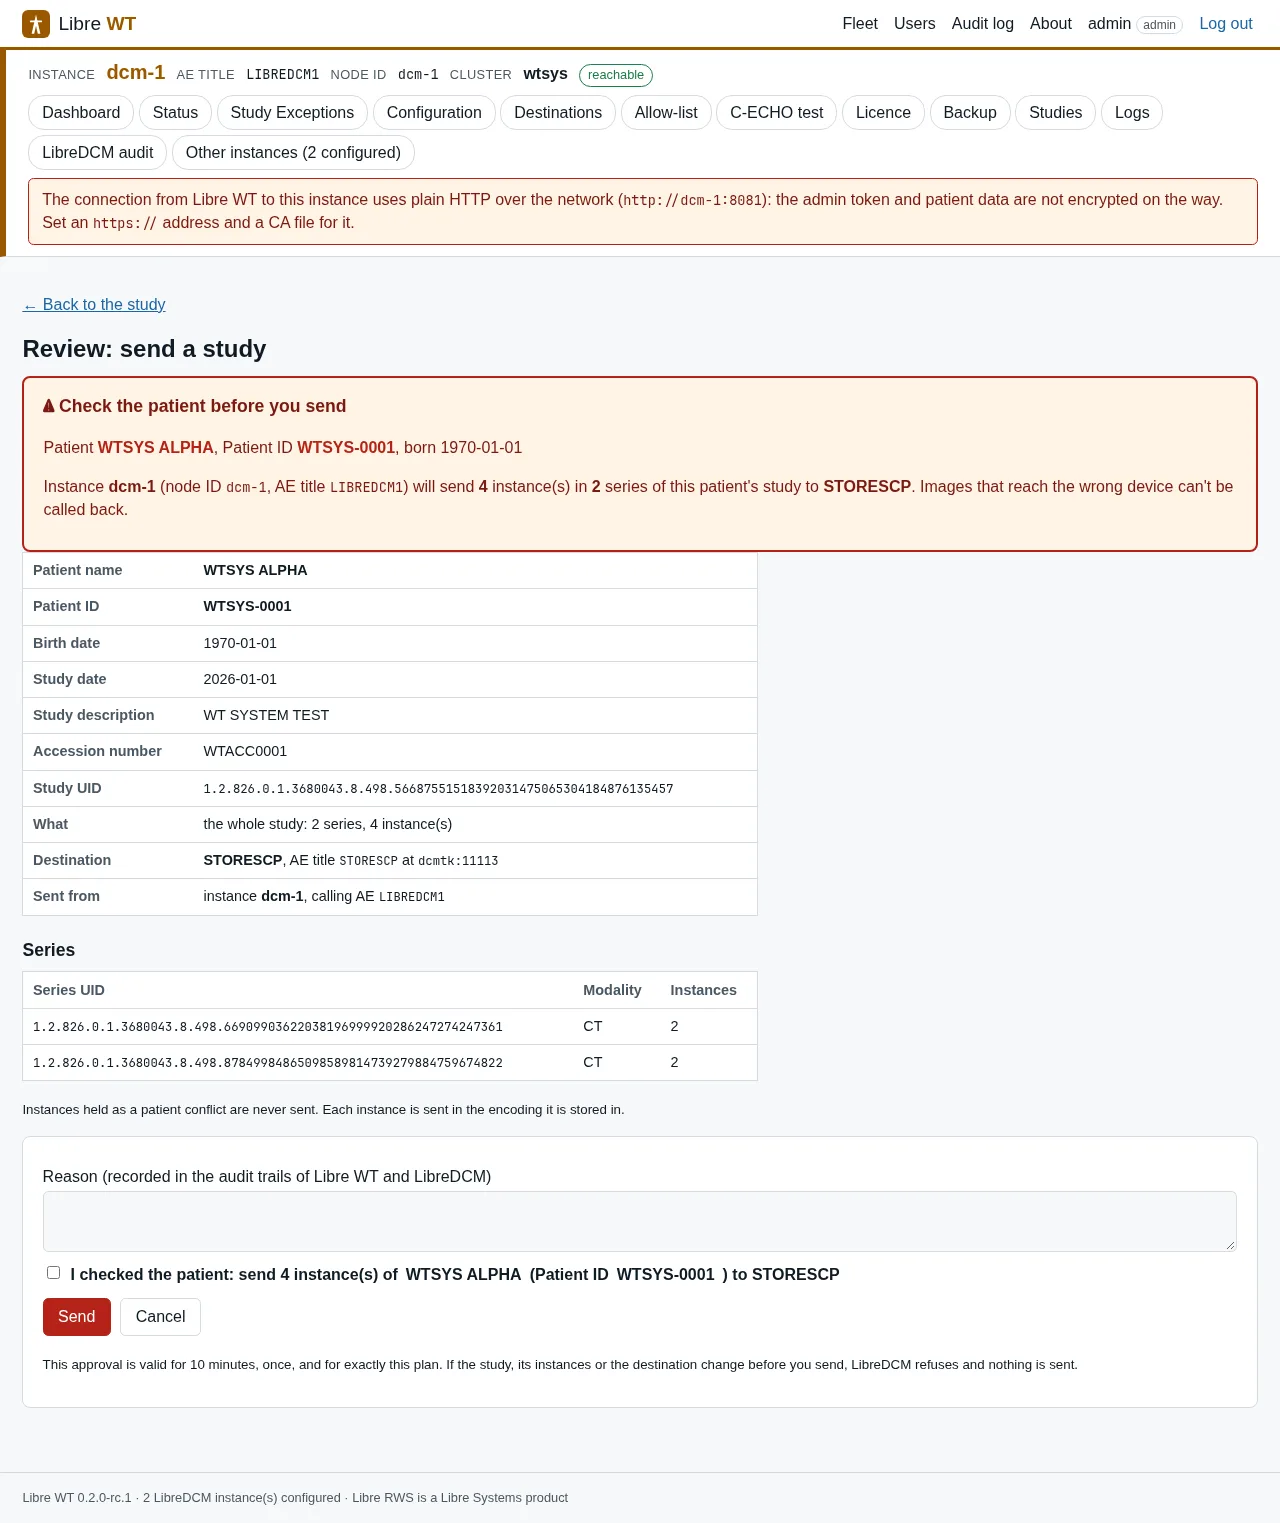 Libre WT
Fleet Users Audit log About admin admin Log out
INSTANCE dcm-1 AE TITLE LIBREDCM1 NODE ID dcm-1 CLUSTER wtsys reachable
Dashboard Status Study Exceptions Configuration Destinations Allow-list C-ECHO test Licence Backup Studies Logs
LibreDCM audit Other instances (2 configured)
The connection from Libre WT to this instance uses plain HTTP over the network (http://dcm-1:8081): the admin token and patient data are not encrypted on the way.
Set an https:// address and a CA file for it.
← Back to the study
Review: send a study
Check the patient before you send
Patient WTSYS ALPHA, Patient ID WTSYS-0001, born 1970-01-01
Instance dcm-1 (node ID dcm-1, AE title LIBREDCM1) will send 4 instance(s) in 2 series of this patient's study to STORESCP. Images that reach the wrong device can't be
called back.
Patient name WTSYS ALPHA
Patient ID WTSYS-0001
Birth date 1970-01-01
Study date 2026-01-01
Study description WT SYSTEM TEST
Accession number WTACC0001
Study UID 1.2.826.0.1.3680043.8.498.56687551518392031475065304184876135457
What the whole study: 2 series, 4 instance(s)
Destination STORESCP, AE title STORESCP at dcmtk:11113
Sent from instance dcm-1, calling AE LIBREDCM1
Series
Series UID Modality Instances
1.2.826.0.1.3680043.8.498.66909903622038196999920286247274247361 CT 2
1.2.826.0.1.3680043.8.498.87849984865098589814739279884759674822 CT 2
Instances held as a patient conflict are never sent. Each instance is sent in the encoding it is stored in.
Reason (recorded in the audit trails of Libre WT and LibreDCM)
I checked the patient: send 4 instance(s) of WTSYS ALPHA (Patient ID WTSYS-0001 ) to STORESCP
Send Cancel
This approval is valid for 10 minutes, once, and for exactly this plan. If the study, its instances or the destination change before you send, LibreDCM refuses and nothing is sent.
Libre WT 0.2.0-rc.1 · 2 LibreDCM instance(s) configured · Libre RWS is a Libre Systems product